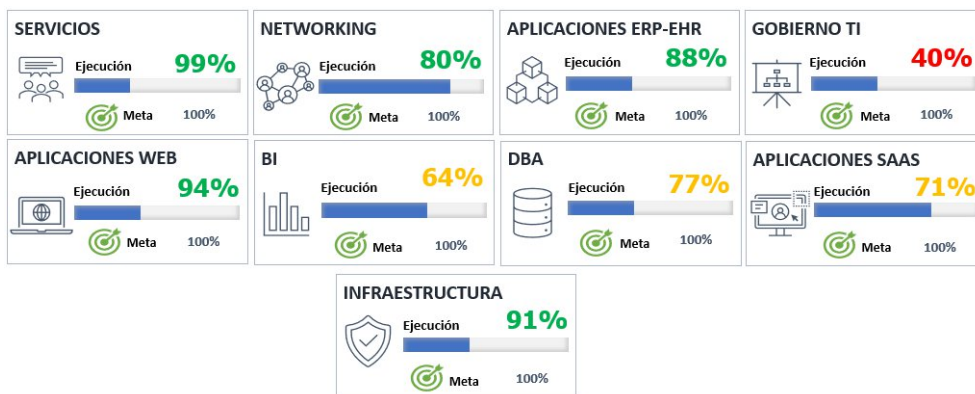 SERVICIOS
Ejecución 99%
Meta 100%
NETWORKING
Ejecución 80%
Meta 100%
APLICACIONES ERP-EHR
Ejecución 88%
Meta 100%
GOBIERNO TI
Ejecución 40%
Meta 100%
APLICACIONES WEB
Ejecución 94%
Meta 100%
BI
Ejecución 64%
Meta 100%
DBA
Ejecución 77%
Meta 100%
APLICACIONES SAAS
Ejecución 71%
Meta 100%
INFRAESTRUCTURA
Ejecución 91%
Meta 100%